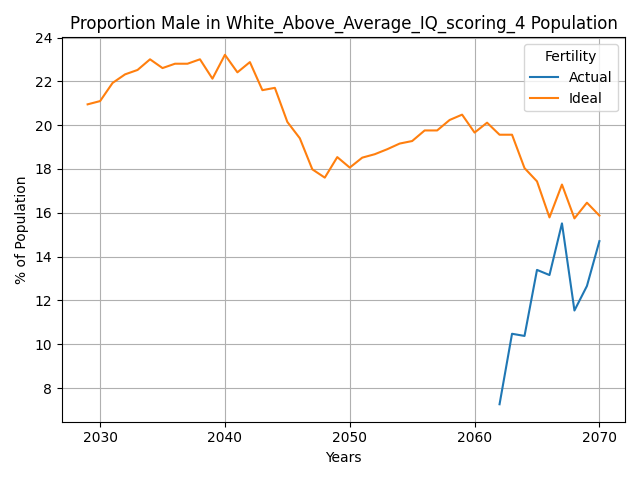 Proportion Male in White_Above_Average_IQ_scoring_4 Population
24
22
20
18
16
14
12
10
8
% of Population
Fertility
Actual
Ideal
2030
2040
2050
2060
2070
Years